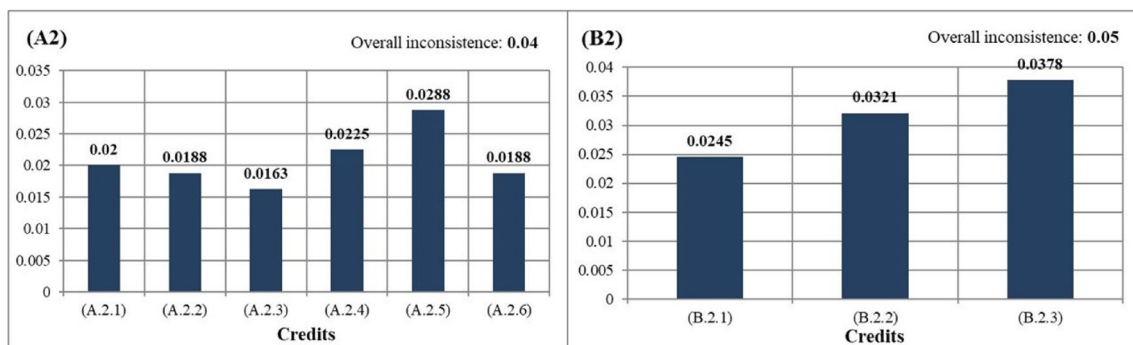 (A2)
Overall inconsistence: 0.04
0.035
0.03
0.025
0.02
0.015
0.01
0.005
0
0.02
0.0188
0.0163
0.0225
0.0288
0.0188
(A.2.1)
(A.2.2)
(A.2.3)
(A.2.4)
(A.2.5)
(A.2.6)
Credits
(B2)
Overall inconsistence: 0.05
0.04
0.035
0.03
0.025
0.02
0.015
0.01
0.005
0
0.0245
0.0321
0.0378
(B.2.1)
(B.2.2)
(B.2.3)
Credits